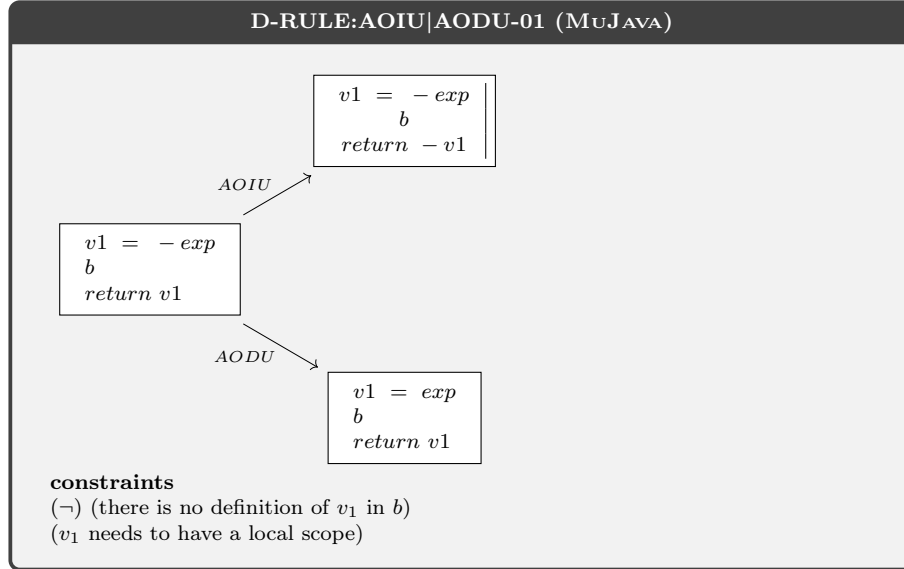 D-RULE:AOIU|AODU-01 (MuJava)
v1 = − exp
b
return − v1
AOIU
v1 = − exp
b
return v1
AODU
v1 = exp
b
return v1
constraints
(¬) (there is no definition of v₁ in b)
(v₁ needs to have a local scope)